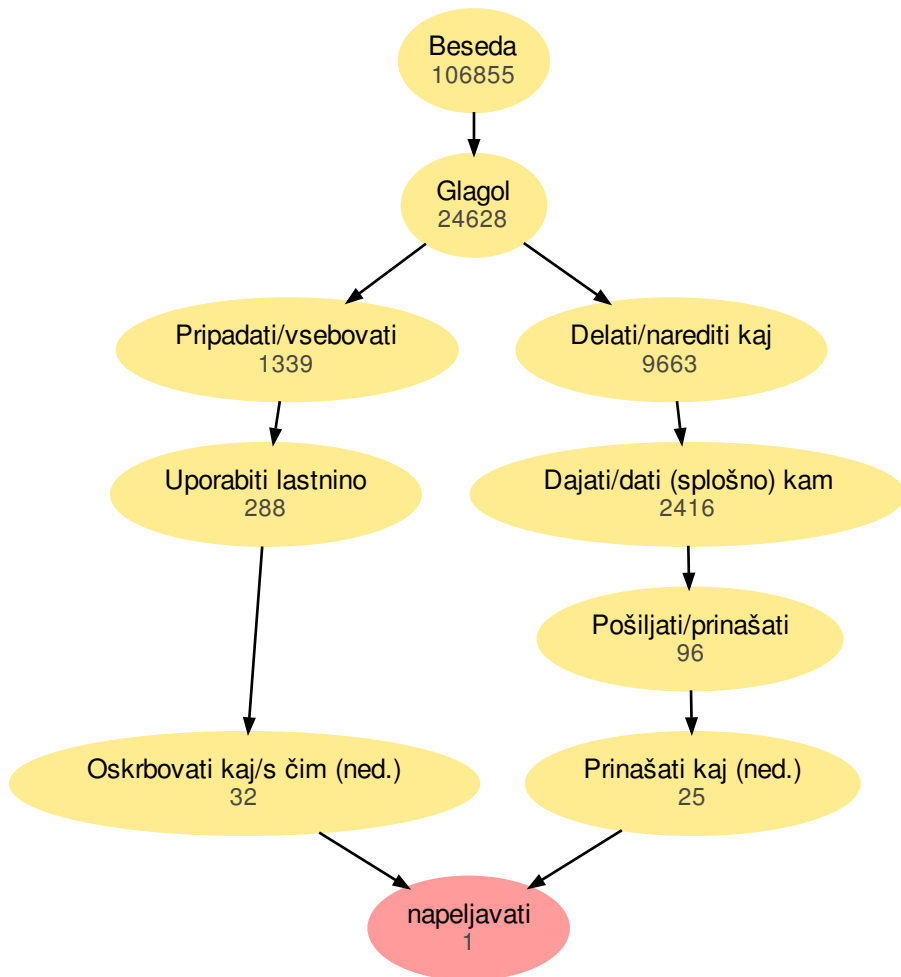 Beseda
106855
Glagol
24628
Pripadati/vsebovati
1339
Delati/narediti kaj
9663
Uporabiti lastnino
288
Dajati/dati (splošno) kam
2416
Pošiljati/prinašati
96
Oskrbovati kaj/s čim (ned.)
32
Prinašati kaj (ned.)
25
napeljavati
1